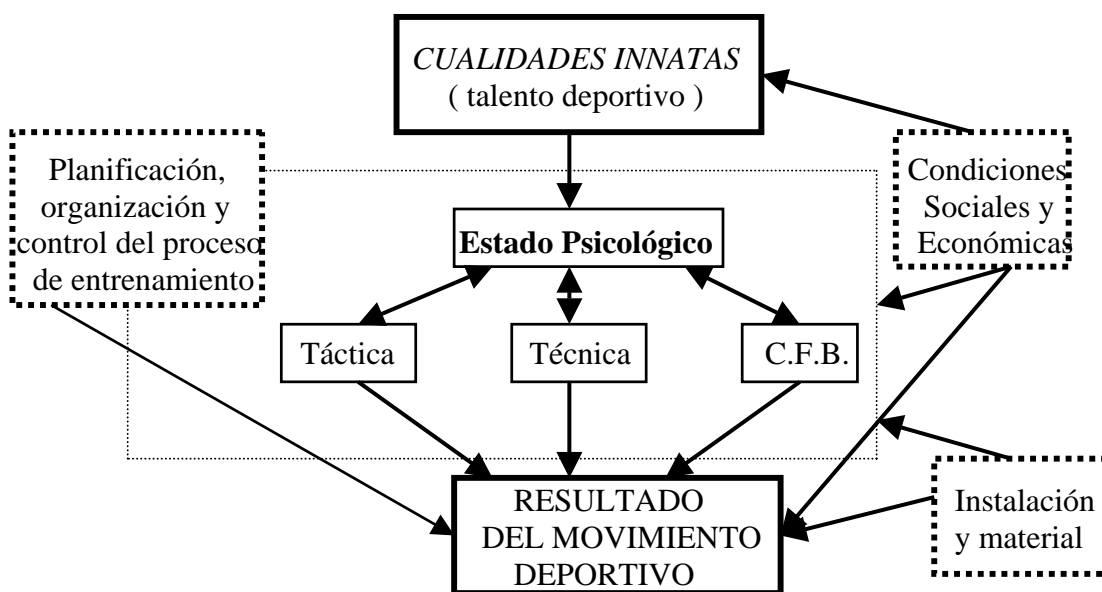 CUALIDADES INNATAS
( talento deportivo )
Planificación,
organización y
control del proceso
de entrenamiento
Condiciones
Sociales y
Económicas
Estado Psicológico
Táctica
Técnica
C.F.B.
RESULTADO
DEL MOVIMIENTO
DEPORTIVO
Instalación
y material